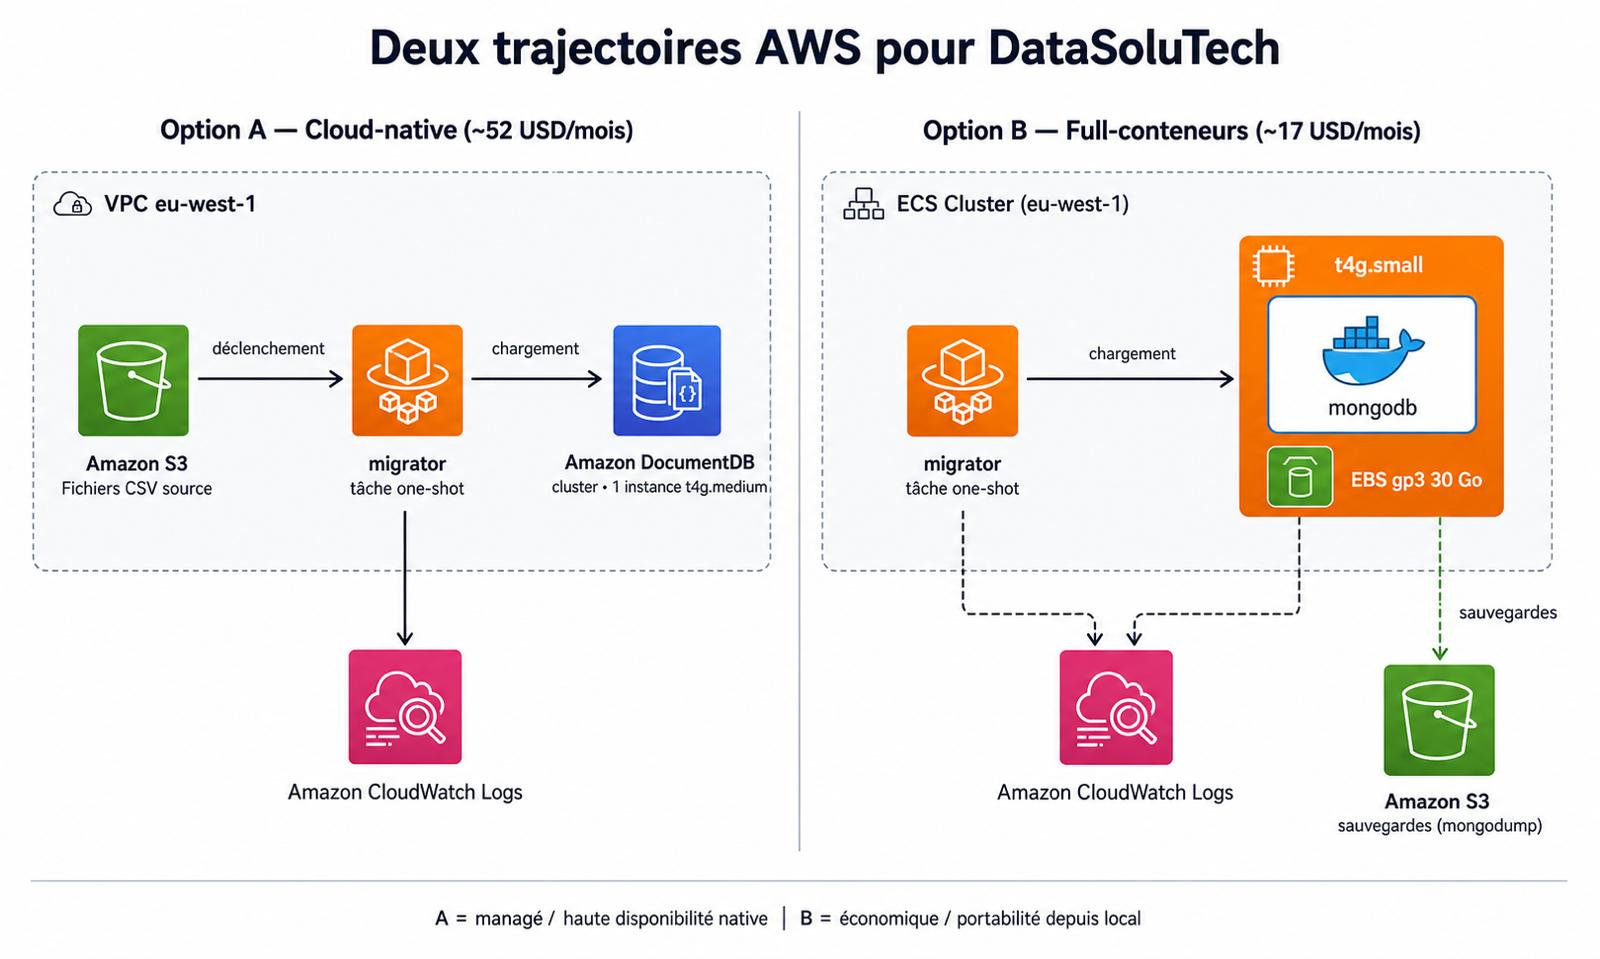 Deux trajectoires AWS pour DataSoluTech
Option A — Cloud-native (~52 USD/mois)
VPC eu-west-1
déclenchement
chargement
Amazon S3
Fichiers CSV source
migrator
tâche one-shot
Amazon DocumentDB
cluster • 1 instance t4g.medium
Amazon CloudWatch Logs
Option B — Full-conteneurs (~17 USD/mois)
ECS Cluster (eu-west-1)
t4g.small
chargement
mongodb
migrator
tâche one-shot
EBS gp3 30 Go
sauvegardes
Amazon CloudWatch Logs
Amazon S3
sauvegardes (mongodump)
A = managé / haute disponibilité native | B = économique / portabilité depuis local